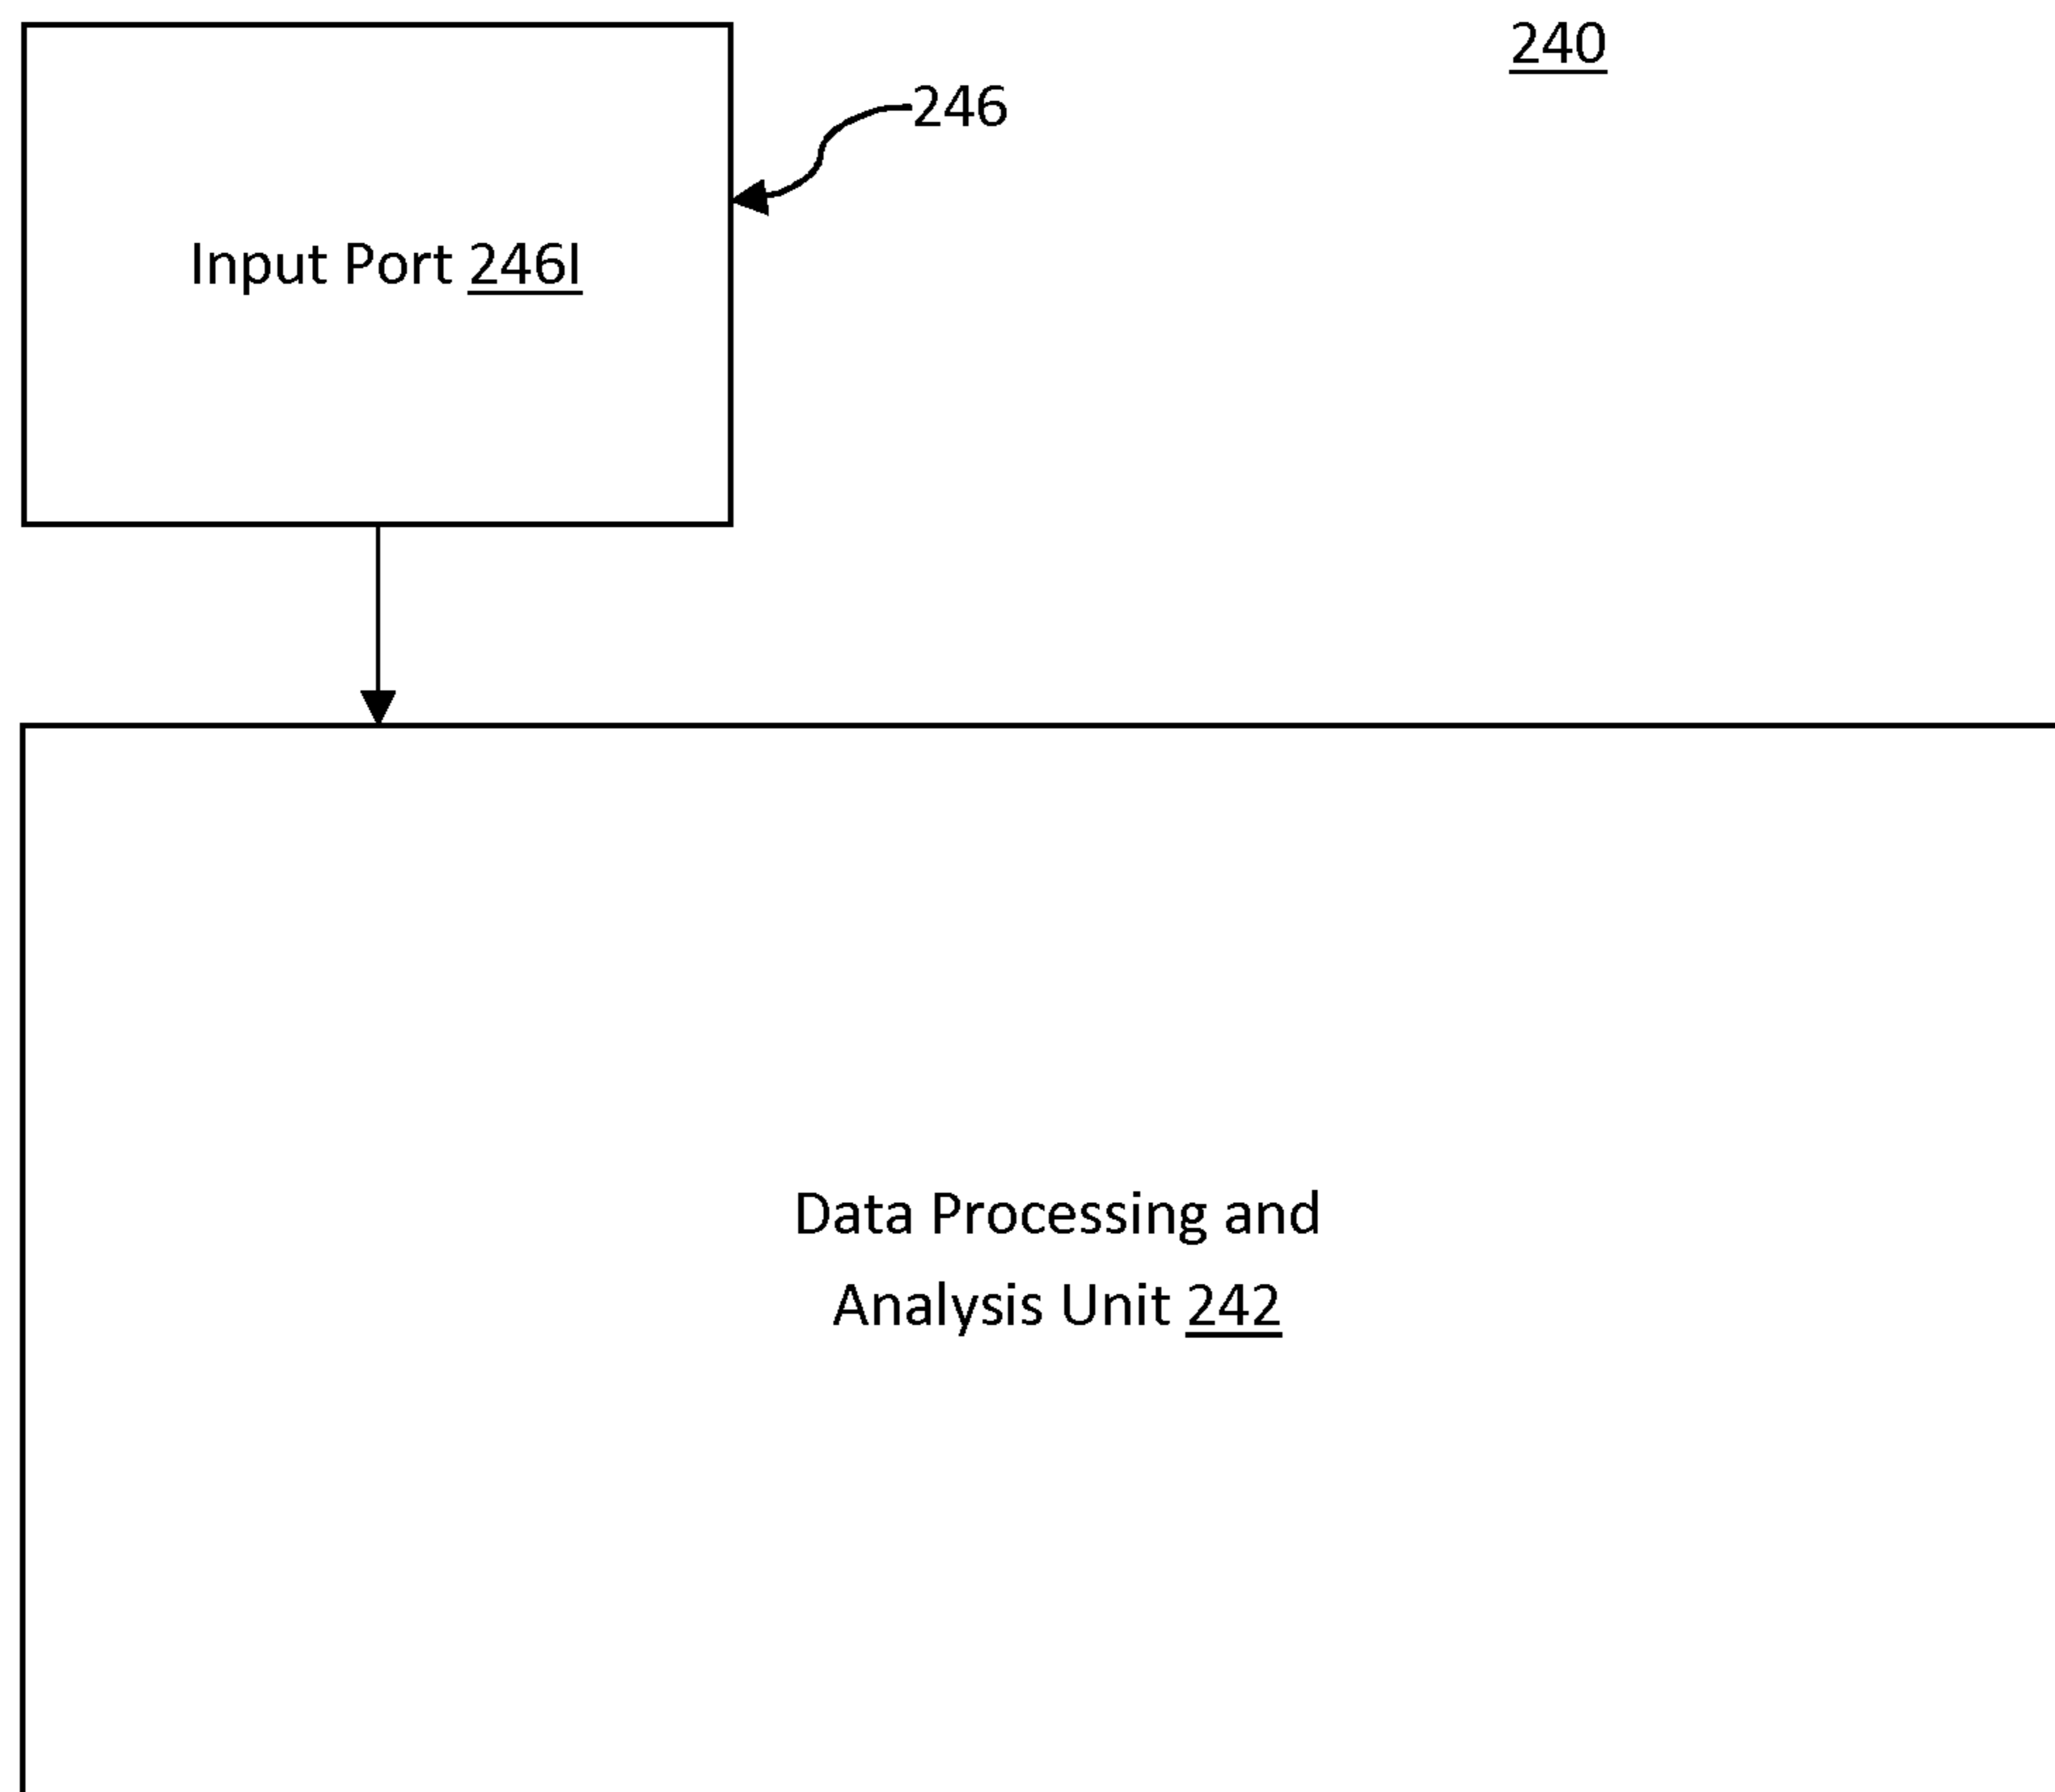 240
246
Input Port 246I
Data Processing and
Analysis Unit 242